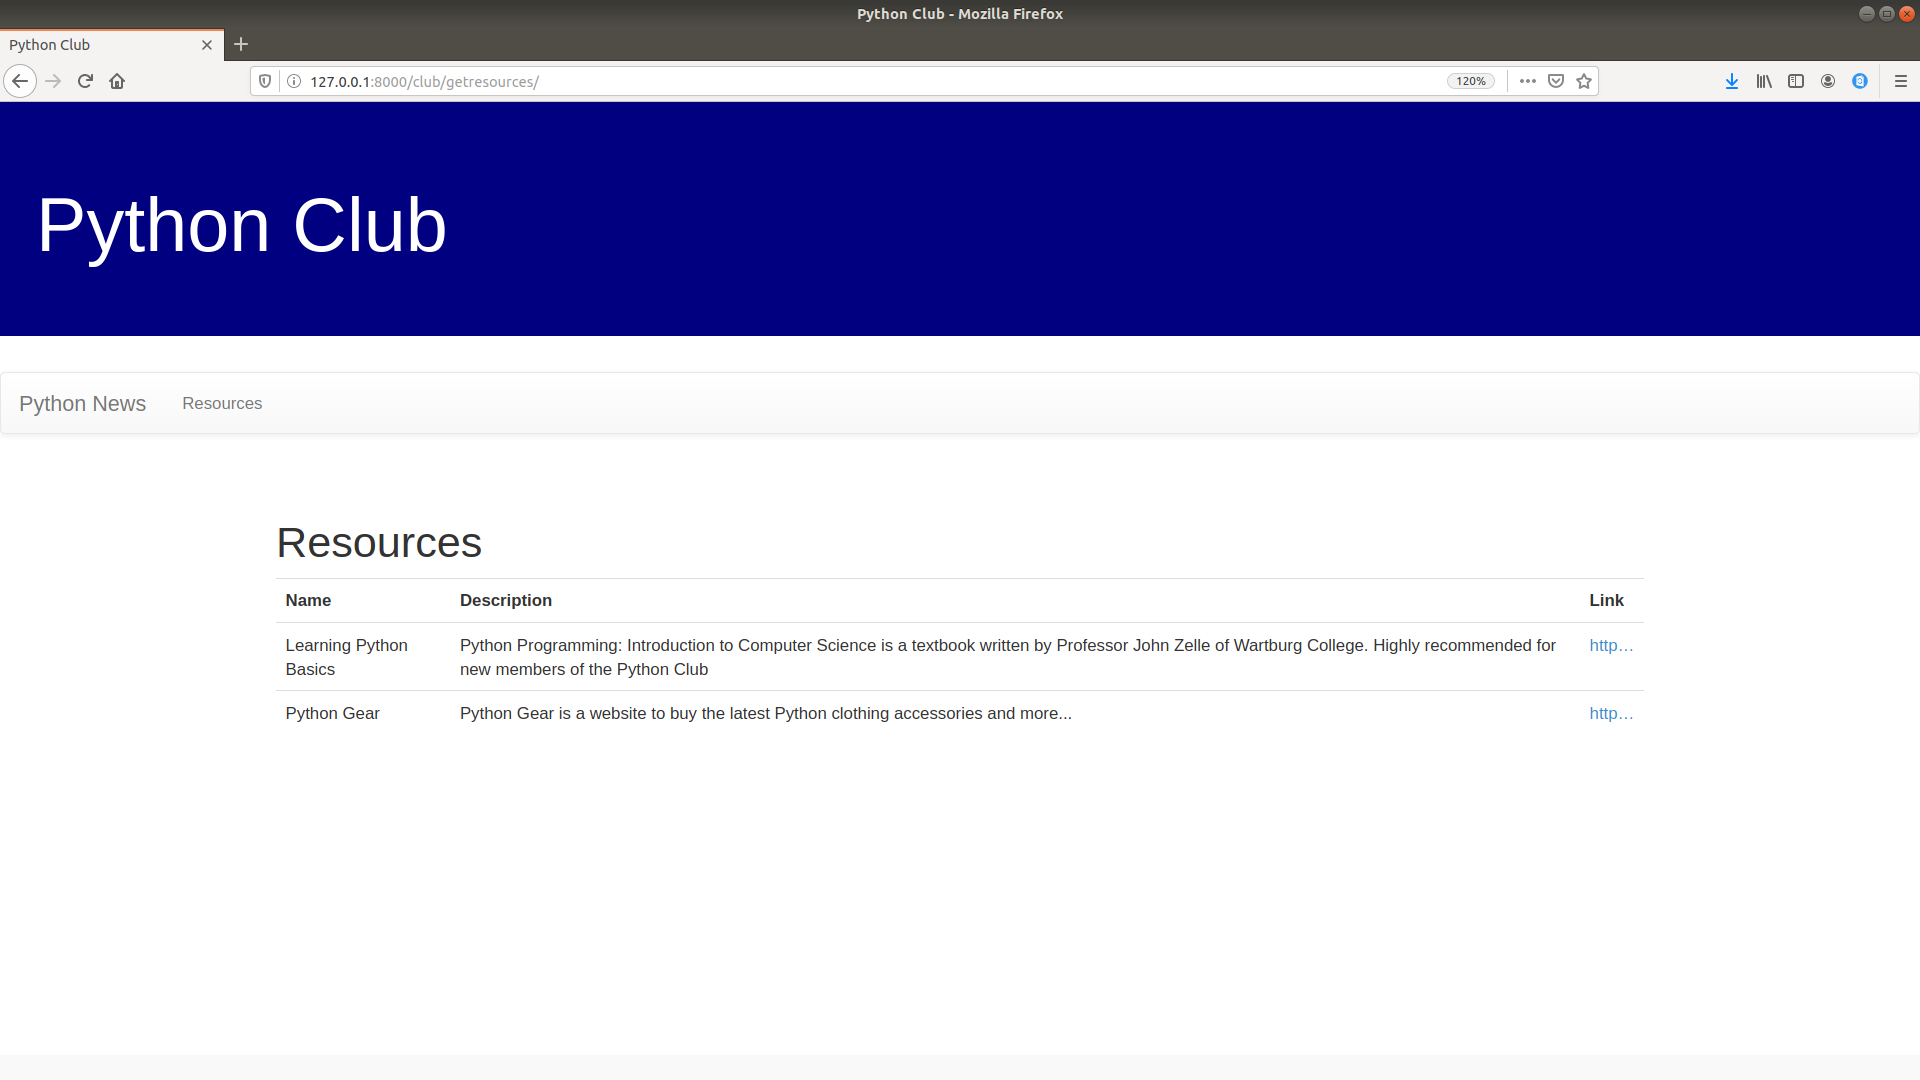 Python Club - Mozilla Firefox
Python Club
127.0.0.1:8000/club/getresources/
120%
Python Club
Python News Resources
Resources
Name Description Link
Learning Python Basics
Python Programming: Introduction to Computer Science is a textbook written by Professor John Zelle of Wartburg College. Highly recommended for
new members of the Python Club
http…
Python Gear Python Gear is a website to buy the latest Python clothing accessories and more... http…